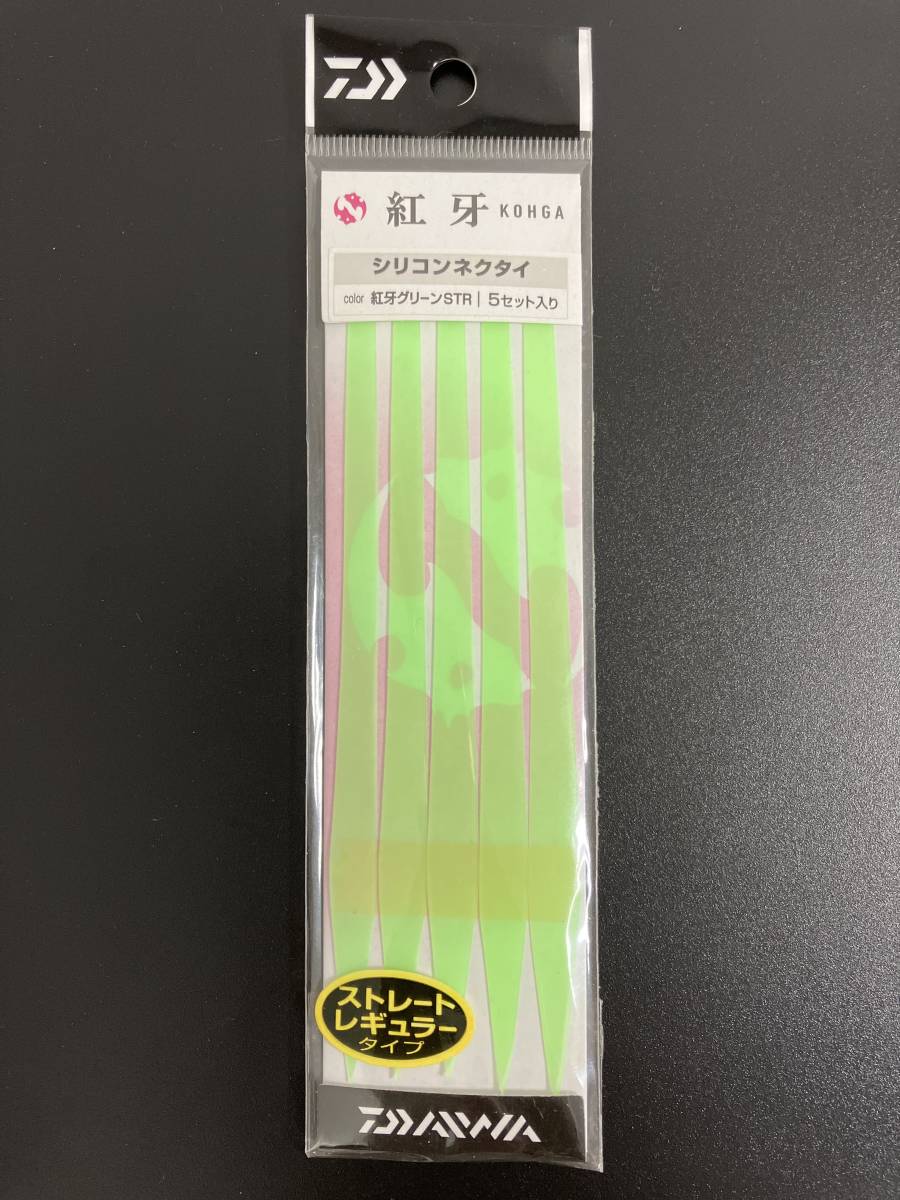 紅牙 KOHGA
シリコンネクタイ
color 紅牙グリーンSTR | 5セット入り
ストレート
レギュラー
タイプ
DAIWA